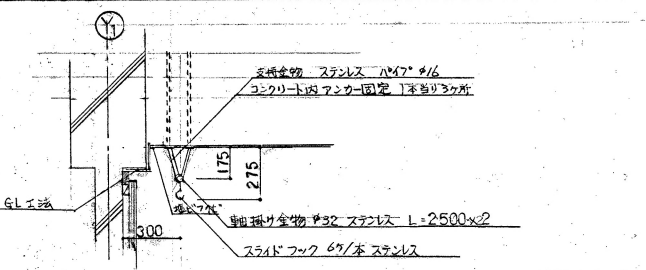 Y1
支持金物 ステンレス パイプ φ16
コンクリート内アンカー固定 1本当り3ヶ所
175
275
GL工法
軸掛け金物 φ32 ステンレス L=2500×2
300
スライドフック 6ヶ/本 ステンレス